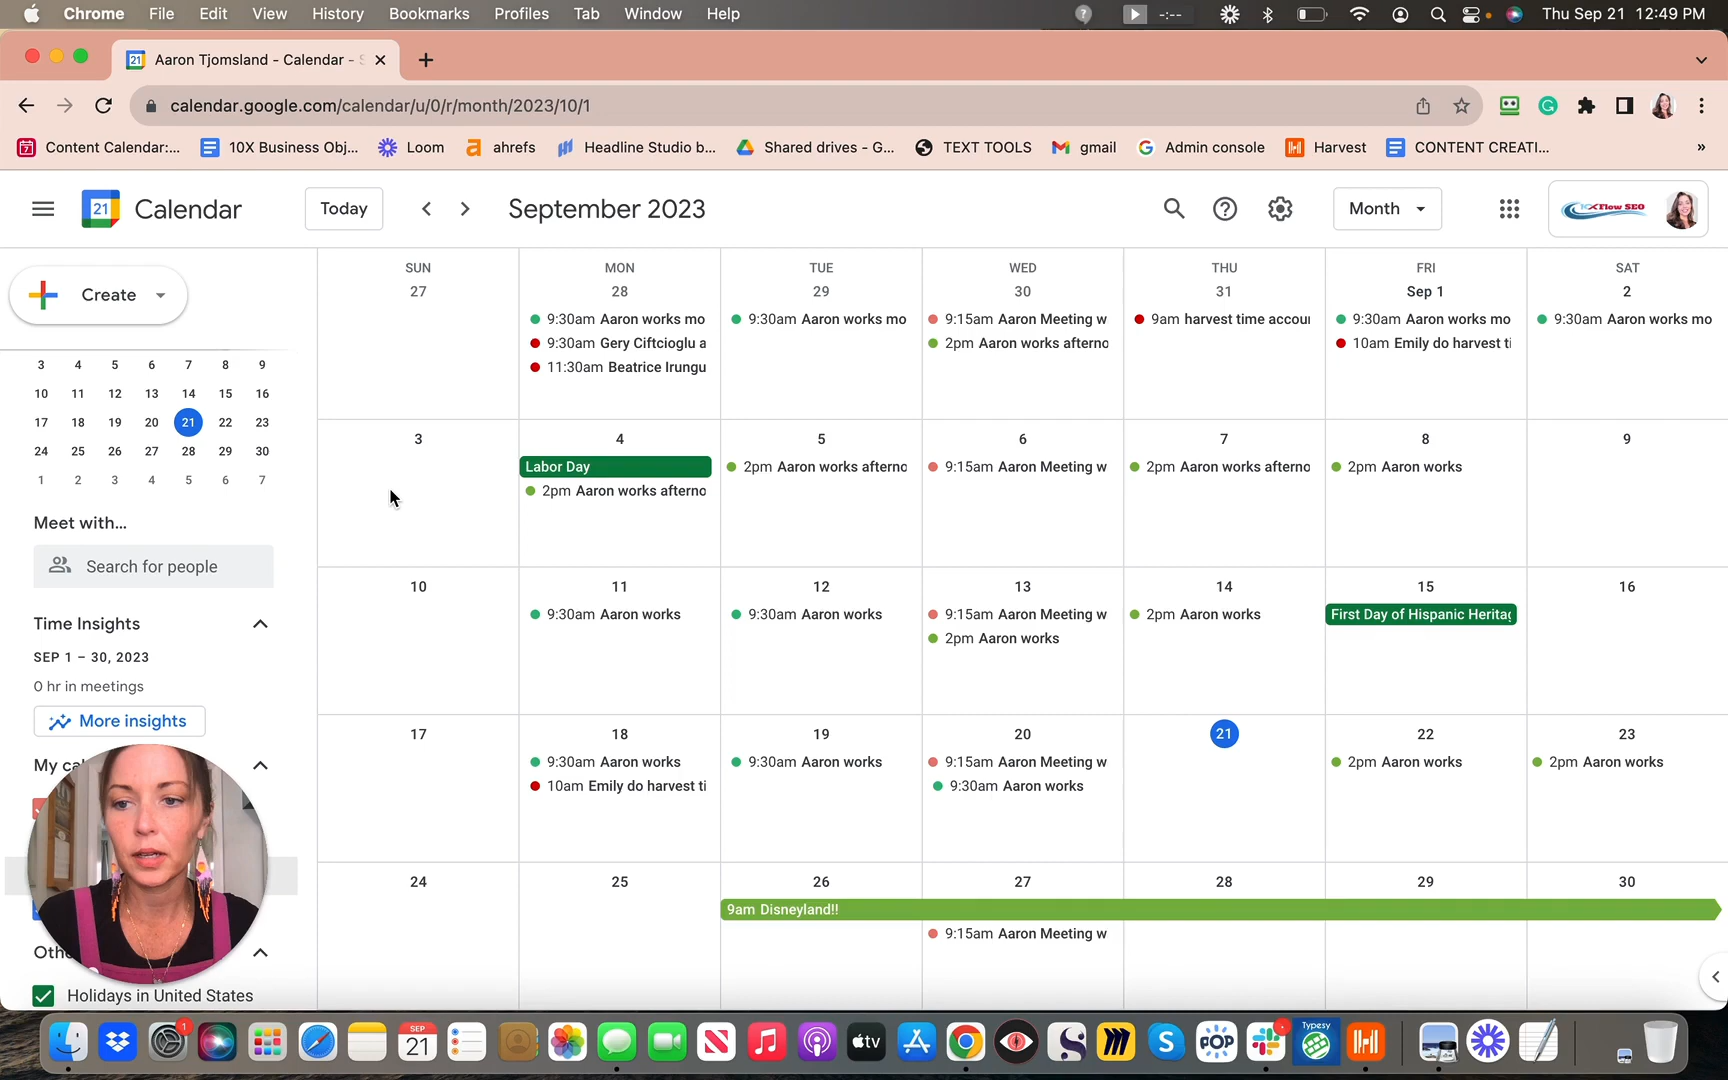 Chrome File Edit View History Bookmarks Profiles Tab Window Help Thu Sep 21 12:49 PM
Aaron Tjomsland - Calendar -
calendar.google.com/calendar/u/0/r/month/2023/10/1
Content Calendar:... 10X Business Obj... Loom ahrefs Headline Studio b... Shared drives - G... TEXT TOOLS gmail Admin console Harvest CONTENT CREATI... »
21 Calendar Today September 2023 Month 10XFlow SEO
Create
SUN MON TUE WED THU FRI SAT
27 28 29 30 31 Sep 1 2
9:30am Aaron works mo
9:30am Gery Ciftcioglu a
11:30am Beatrice Irungu
9:30am Aaron works mo
9:15am Aaron Meeting w
2pm Aaron works afterno
9am harvest time accou
9:30am Aaron works mo
10am Emily do harvest ti
9:30am Aaron works mo
3 4 5 6 7 8 9
Labor Day
2pm Aaron works afterno
2pm Aaron works afterno
9:15am Aaron Meeting w
2pm Aaron works afterno
2pm Aaron works
10 11 12 13 14 15 16
9:30am Aaron works
9:30am Aaron works
9:15am Aaron Meeting w
2pm Aaron works
2pm Aaron works
First Day of Hispanic Heritag
17 18 19 20 21 22 23
9:30am Aaron works
10am Emily do harvest ti
9:30am Aaron works
9:15am Aaron Meeting w
9:30am Aaron works
2pm Aaron works
2pm Aaron works
24 25 26 27 28 29 30
9am Disneyland!!
9:15am Aaron Meeting w
3 4 5 6 7 8 9
10 11 12 13 14 15 16
17 18 19 20 21 22 23
24 25 26 27 28 29 30
1 2 3 4 5 6 7
Meet with...
Search for people
Time Insights
SEP 1 – 30, 2023
0 hr in meetings
More insights
My ca
Oth
Holidays in United States
1 SEP 21 tv S POP Typesy